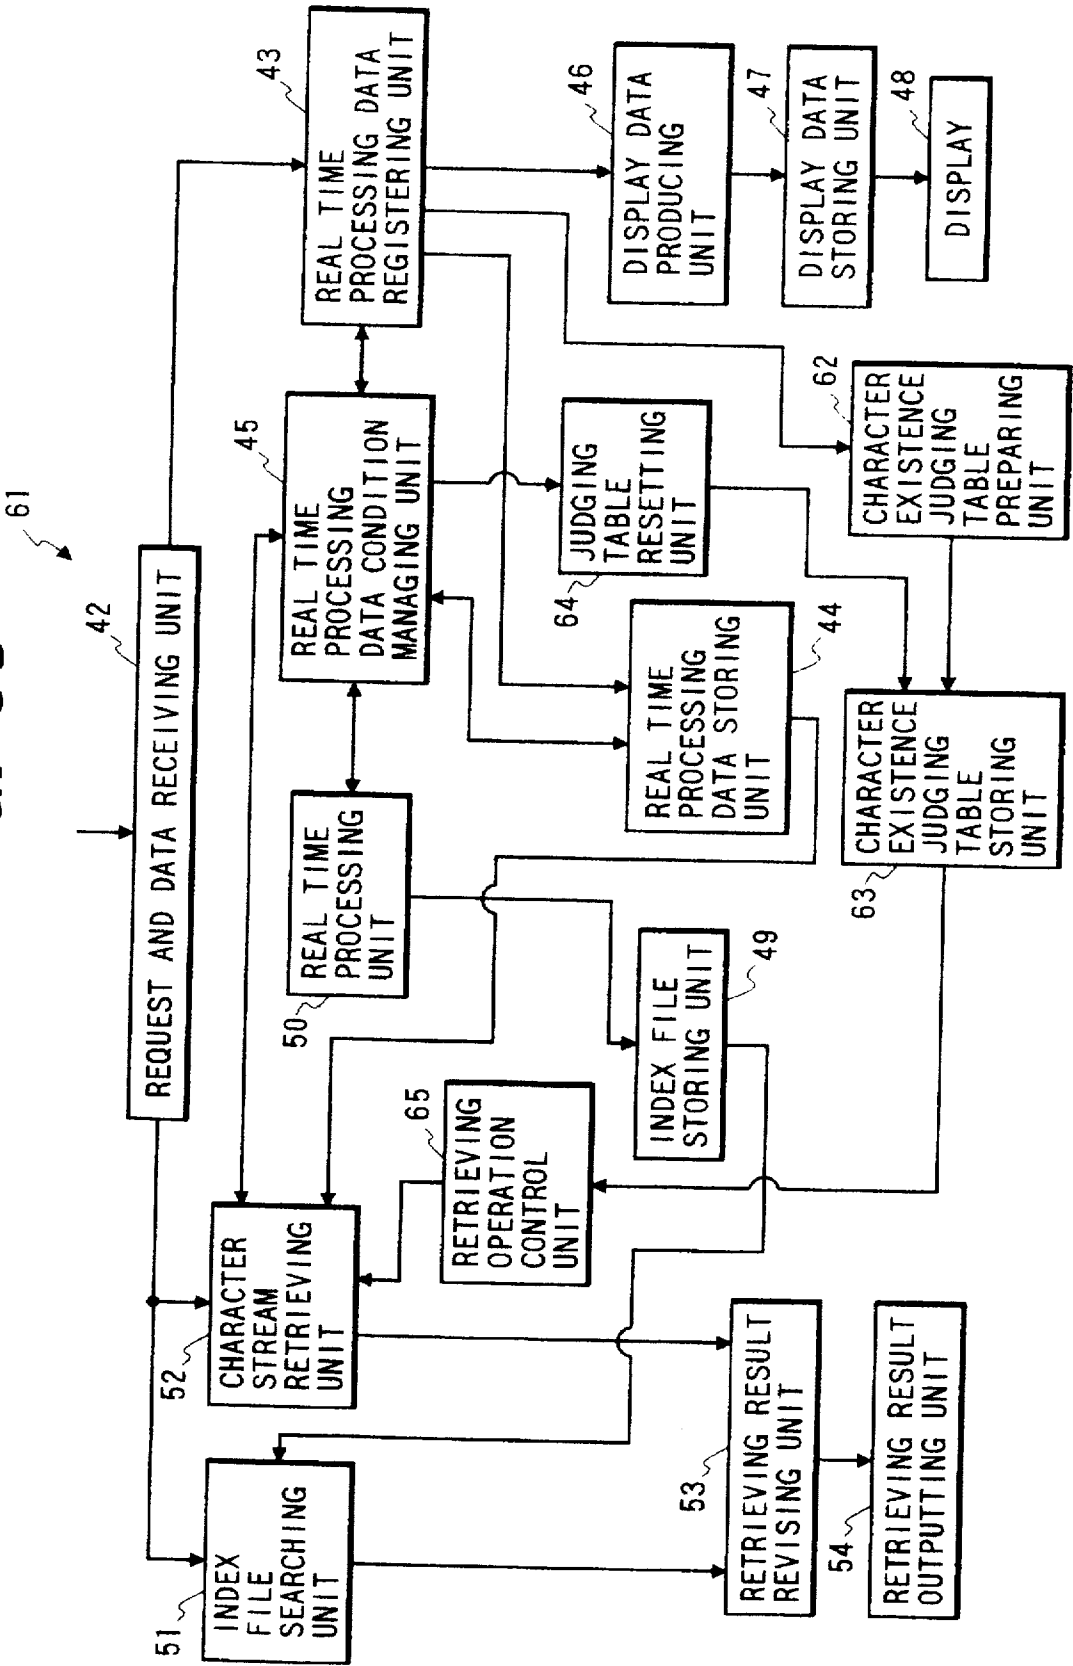 61
42
REQUEST AND DATA RECEIVING UNIT
51
INDEX
FILE
SEARCHING
UNIT
52
CHARACTER
STREAM
RETRIEVING
UNIT
50
REAL TIME
PROCESSING
UNIT
45
REAL TIME
PROCESSING
DATA CONDITION
MANAGING UNIT
43
REAL TIME
PROCESSING DATA
REGISTERING UNIT
65
RETRIEVING
OPERATION
CONTROL
UNIT
64
JUDGING
TABLE
RESETTING
UNIT
46
DISPLAY DATA
PRODUCING
UNIT
49
INDEX FILE
STORING UNIT
44
REAL TIME
PROCESSING
DATA STORING
UNIT
47
DISPLAY DATA
STORING UNIT
53
RETRIEVING RESULT
REVISING UNIT
63
CHARACTER
EXISTENCE
JUDGING
TABLE
STORING
UNIT
62
CHARACTER
EXISTENCE
JUDGING
TABLE
PREPARING
UNIT
48
DISPLAY
54
RETRIEVING RESULT
OUTPUTTING UNIT